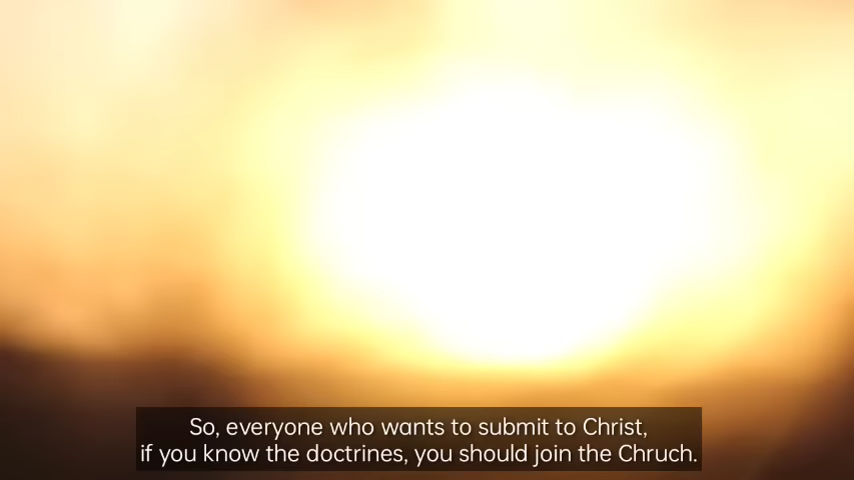 So, everyone who wants to submit to Christ,
if you know the doctrines, you should join the Chruch.